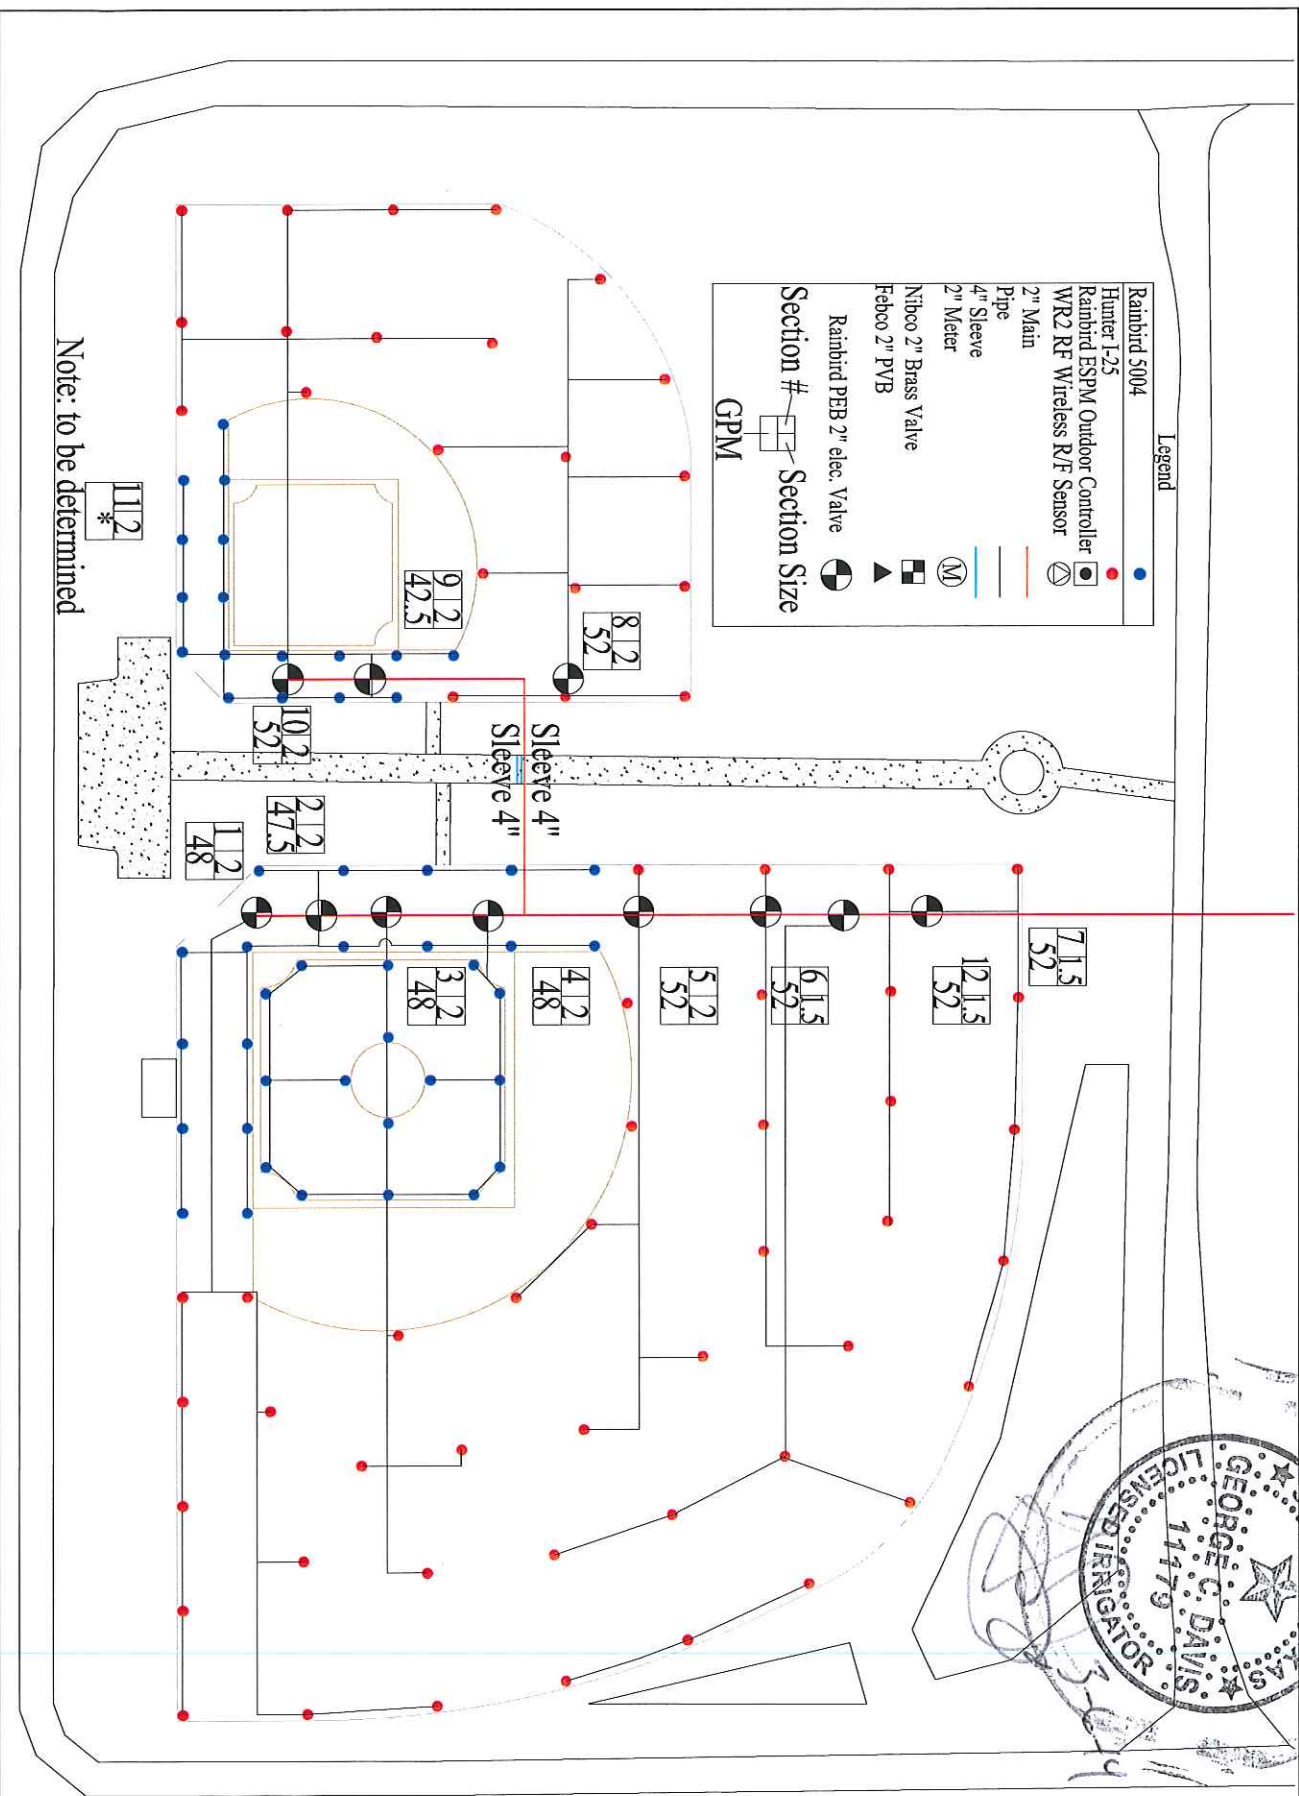 Legend
Rainbird 5004
Hunter I-25
Rainbird ESPM Outdoor Controller
WR2 RF Wireless R/F Sensor
2" Main
Pipe
4" Sleeve
2" Meter
M
Nibco 2" Brass Valve
Febco 2" PVB
Rainbird PEB 2" elec. Valve
Section #
Section Size
GPM
8 2
52
9 2
42.5
10 2
52
11 2
*
Note: to be determined
Sleeve 4"
Sleeve 4"
7 1.5
52
12 1.5
52
6 1.5
52
5 2
52
4 2
48
3 2
48
2 2
47.5
1 2
48
GEORGE C. DAVIS
11179
LICENSED IRRIGATOR